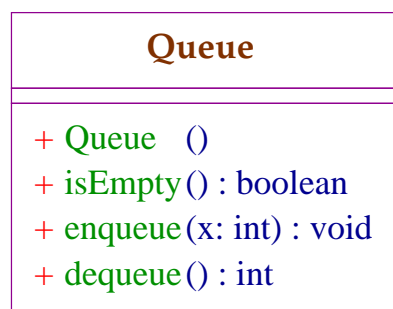 Queue
+ Queue ()
+ isEmpty() : boolean
+ enqueue(x: int) : void
+ dequeue() : int